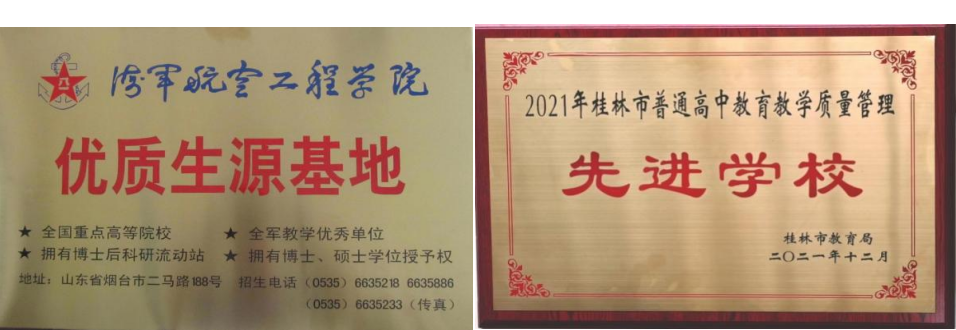 海军航空工程学院
优质生源基地
★ 全国重点高等院校 ★ 全军教学优秀单位
★ 拥有博士后科研流动站 ★ 拥有博士、硕士学位授予权
地址：山东省烟台市二马路188号 招生电话（0535）6635218 6635886
（0535）6635233（传真）
2021年桂林市普通高中教育教学质量管理
先进学校
桂林市教育局
二〇二一年十二月